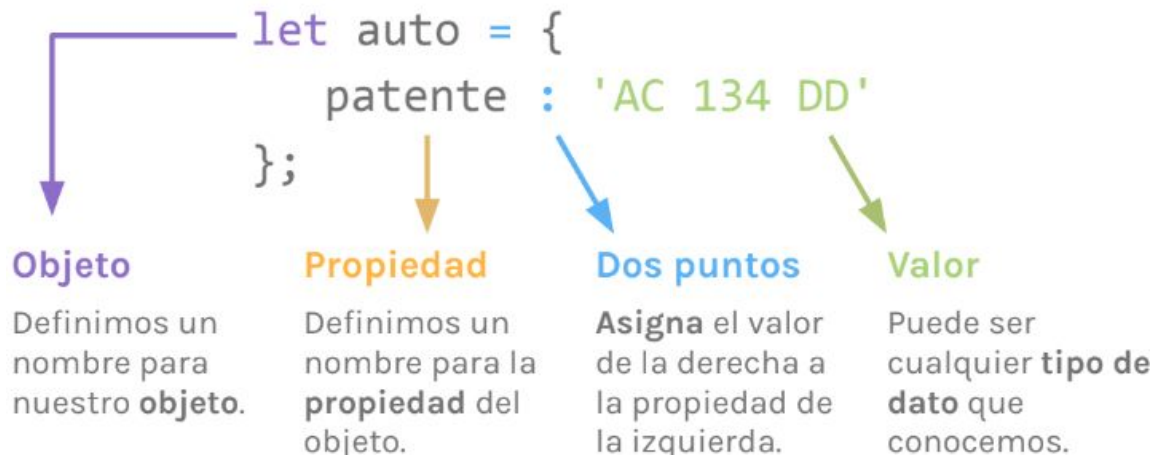 let auto = {
patente : 'AC 134 DD'
};
Objeto
Definimos un
nombre para
nuestro objeto.
Propiedad
Definimos un
nombre para la
propiedad del
objeto.
Dos puntos
Asigna el valor
de la derecha a
la propiedad de
la izquierda.
Valor
Puede ser
cualquier tipo de
dato que
conocemos.